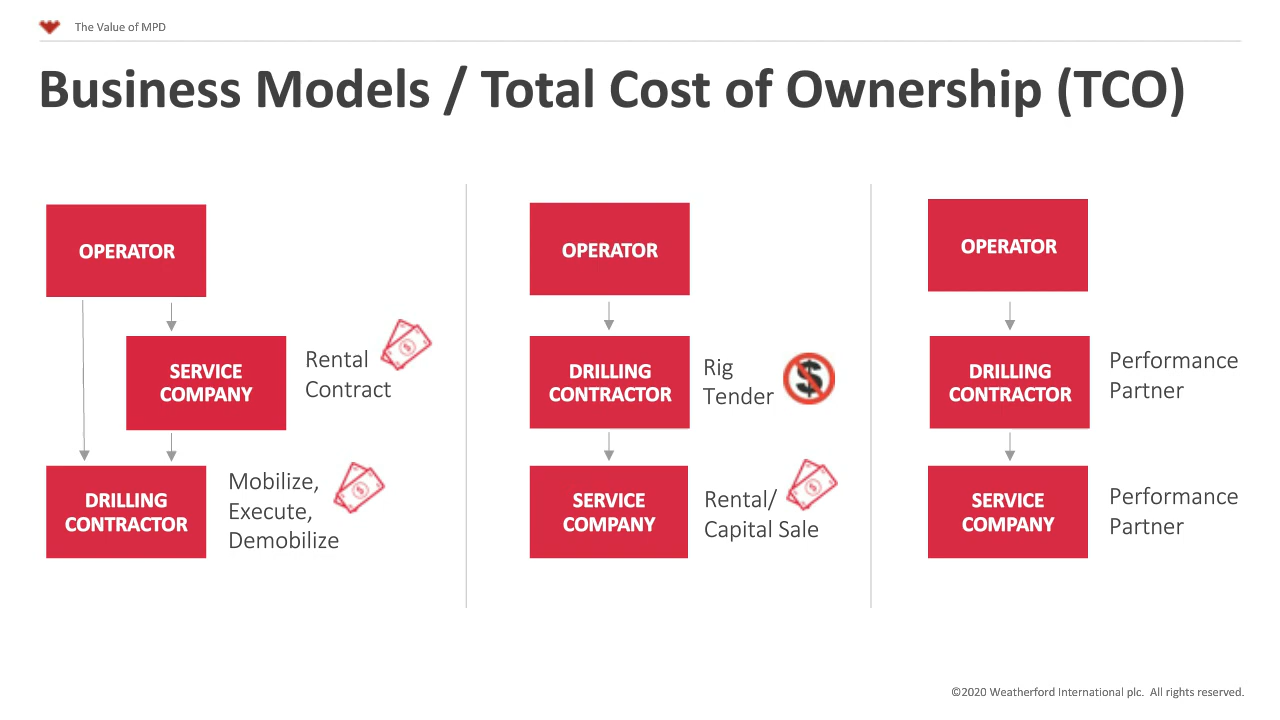 The Value of MPD
Business Models / Total Cost of Ownership (TCO)
OPERATOR
SERVICE
COMPANY
Rental
Contract
DRILLING
CONTRACTOR
Mobilize,
Execute,
Demobilize
OPERATOR
DRILLING
CONTRACTOR
Rig
Tender
SERVICE
COMPANY
Rental/
Capital Sale
OPERATOR
DRILLING
CONTRACTOR
Performance
Partner
SERVICE
COMPANY
Performance
Partner
©2020 Weatherford International plc. All rights reserved.